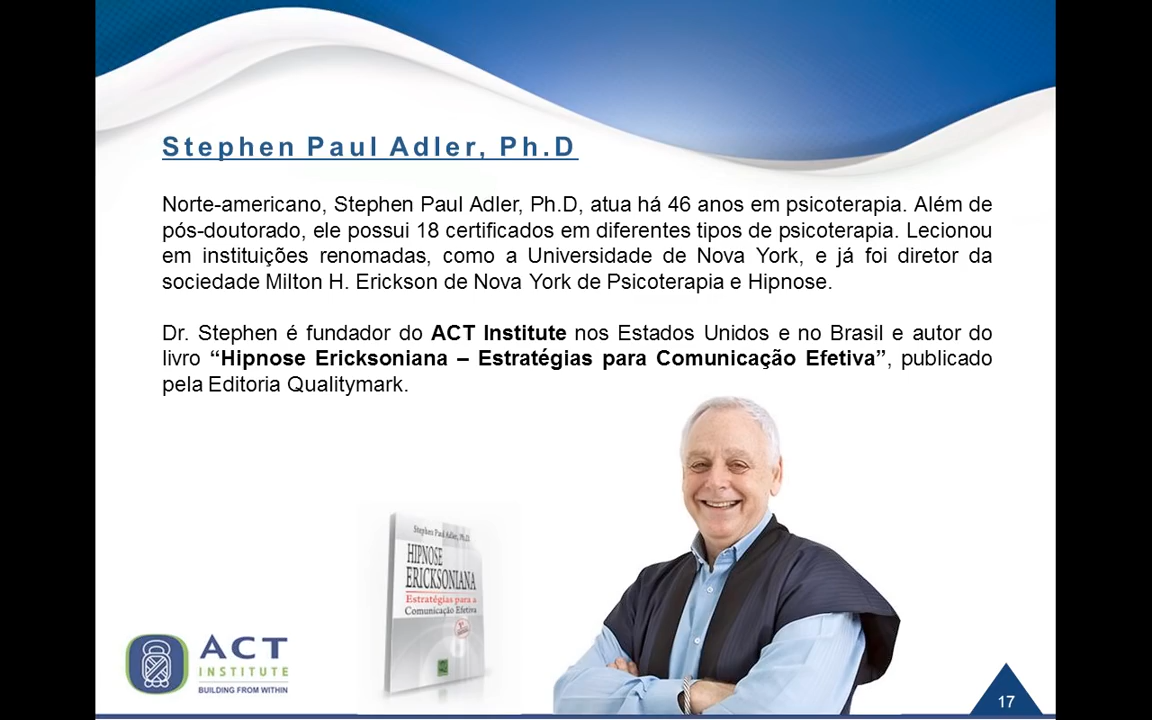 Stephen Paul Adler, Ph.D
Norte-americano, Stephen Paul Adler, Ph.D, atua há 46 anos em psicoterapia. Além de
pós-doutorado, ele possui 18 certificados em diferentes tipos de psicoterapia. Lecionou
em instituições renomadas, como a Universidade de Nova York, e já foi diretor da
sociedade Milton H. Erickson de Nova York de Psicoterapia e Hipnose.
Dr. Stephen é fundador do ACT Institute nos Estados Unidos e no Brasil e autor do
livro “Hipnose Ericksoniana – Estratégias para Comunicação Efetiva”, publicado
pela Editoria Qualitymark.
Stephen Paul Adler, Ph.D.
HIPNOSE
ERICKSONIANA
Estratégias para a
Comunicação Efetiva
ACT
INSTITUTE
BUILDING FROM WITHIN
17